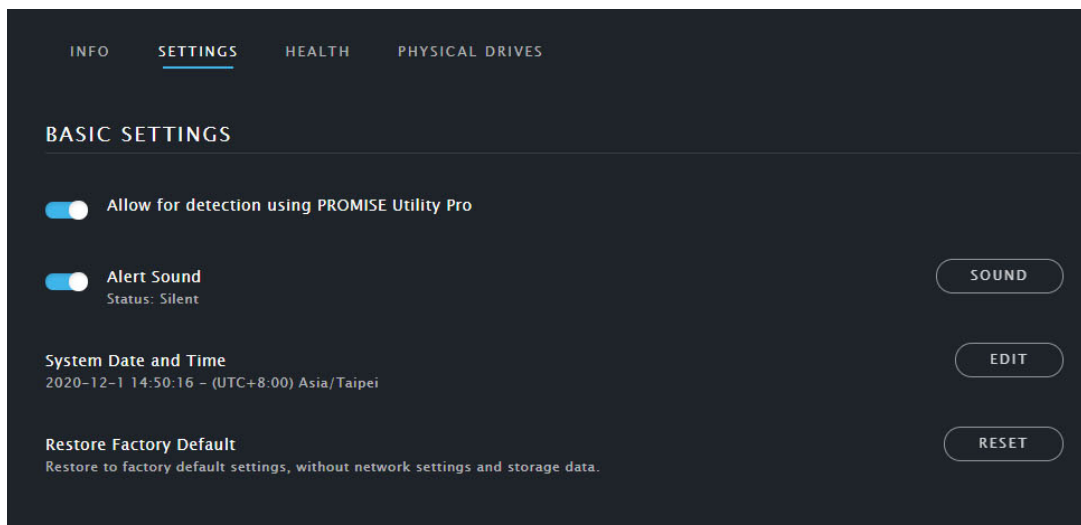 INFO SETTINGS HEALTH PHYSICAL DRIVES
BASIC SETTINGS
Allow for detection using PROMISE Utility Pro
Alert Sound
Status: Silent
SOUND
System Date and Time
2020-12-1 14:50:16 – (UTC+8:00) Asia/Taipei
EDIT
Restore Factory Default
Restore to factory default settings, without network settings and storage data.
RESET